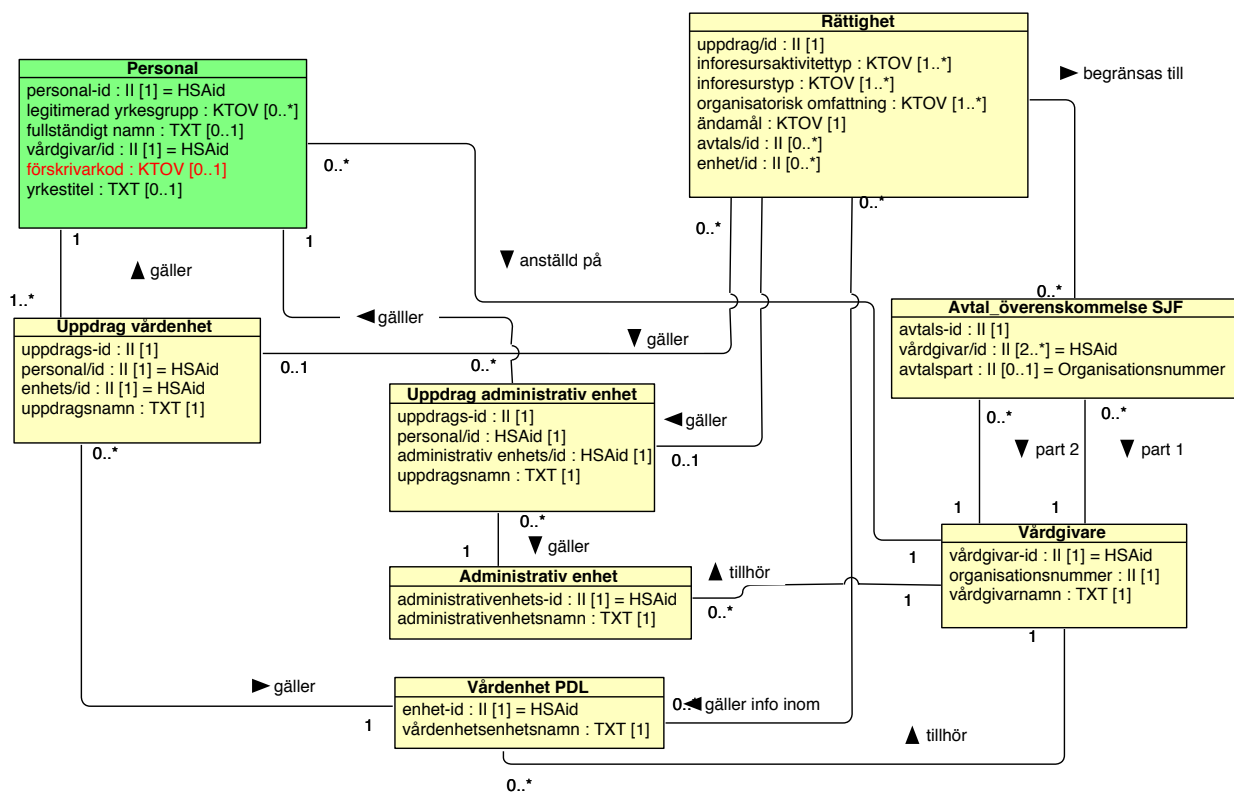 Rättighet
uppdrag/id : II [1]
inforesursaktivitettyp : KTOV [1..*]
inforesurstyp : KTOV [1..*]
organisatorisk omfattning : KTOV [1..*]
ändamål : KTOV [1]
avtals/id : II [0..*]
enhet/id : II [0..*]
Personal
personal-id : II [1] = HSAid
legitimerad yrkesgrupp : KTOV [0..*]
fullständigt namn : TXT [0..1]
vårdgivar/id : II [1] = HSAid
förskrivarkod : KTOV [0..1]
yrkestitel : TXT [0..1]
begränsas till
0..*
0..*
0..*
1
1
gäller
anställd på
1..*
0..*
Uppdrag vårdenhet
uppdrags-id : II [1]
personal/id : II [1] = HSAid
enhets/id : II [1] = HSAid
uppdragsnamn : TXT [1]
gälller
gäller
0..1
0..*
Avtal_överenskommelse SJF
avtals-id : II [1]
vårdgivar/id : II [2..*] = HSAid
avtalspart : II [0..1] = Organisationsnummer
Uppdrag administrativ enhet
uppdrags-id : II [1]
personal/id : HSAid [1]
administrativ enhets/id : HSAid [1]
uppdragsnamn : TXT [1]
gäller
0..1
0..*
0..*
0..*
part 2
part 1
1
1
0..*
1
gäller
Vårdgivare
vårdgivar-id : II [1] = HSAid
organisationsnummer : II [1]
vårdgivarnamn : TXT [1]
1
Administrativ enhet
administrativenhets-id : II [1] = HSAid
administrativenhetsnamn : TXT [1]
tillhör
0..*
1
1
gäller
1
Vårdenhet PDL
enhet-id : II [1] = HSAid
vårdenhetsenhetsnamn : TXT [1]
0..*
gäller info inom
tillhör
0..*